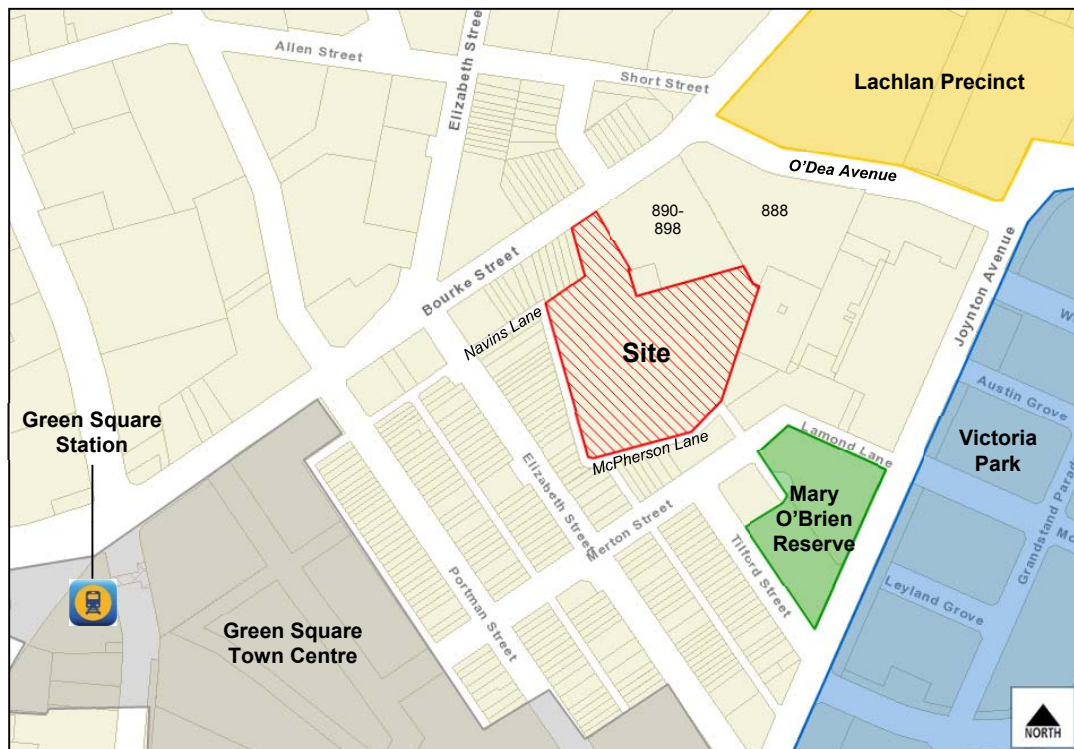 Allen Street
Elizabeth Street
Short Street
Lachlan Precinct
O'Dea Avenue
890-
898
888
Bourke Street
Navins Lane
Joynton Avenue
Site
Austin Grove
Green Square
Station
McPherson Lane
Lamond Lane
Victoria
Park
Elizabeth Street
Merton Street
Mary
O'Brien
Reserve
Grandstand Parad
Tilford Street
Leyland Grove
Portman Street
Green Square
Town Centre
NORTH